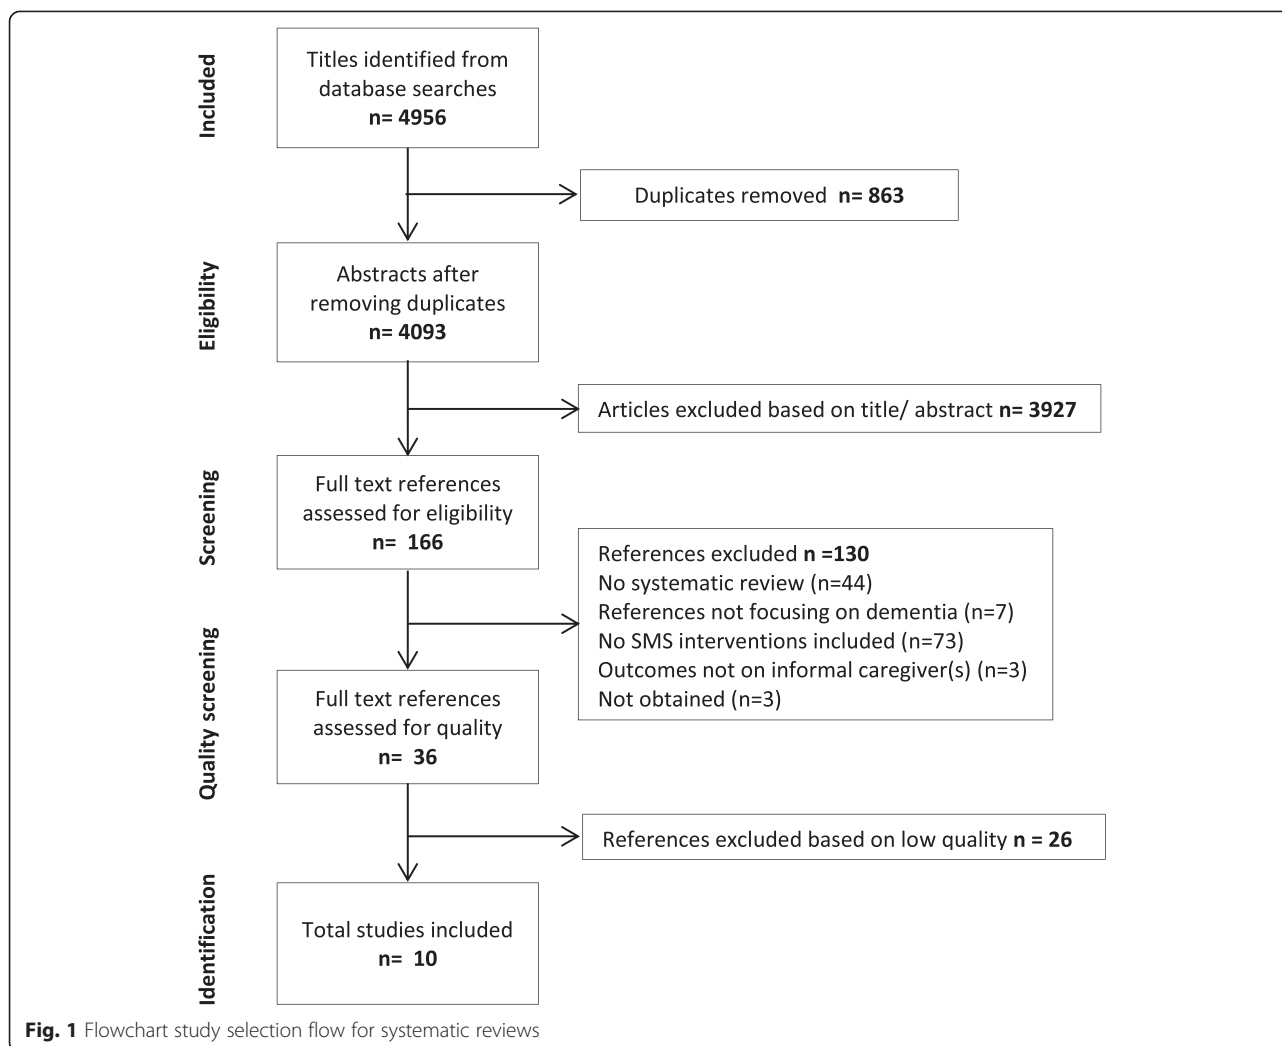 Included
Titles identified from
database searches
n= 4956
Duplicates removed n= 863
Eligibility
Abstracts after
removing duplicates
n= 4093
Articles excluded based on title/ abstract n= 3927
Screening
Full text references
assessed for eligibility
n= 166
References excluded n =130
No systematic review (n=44)
References not focusing on dementia (n=7)
No SMS interventions included (n=73)
Outcomes not on informal caregiver(s) (n=3)
Not obtained (n=3)
Quality screening
Full text references
assessed for quality
n= 36
References excluded based on low quality n = 26
Identification
Total studies included
n= 10
Fig. 1 Flowchart study selection flow for systematic reviews